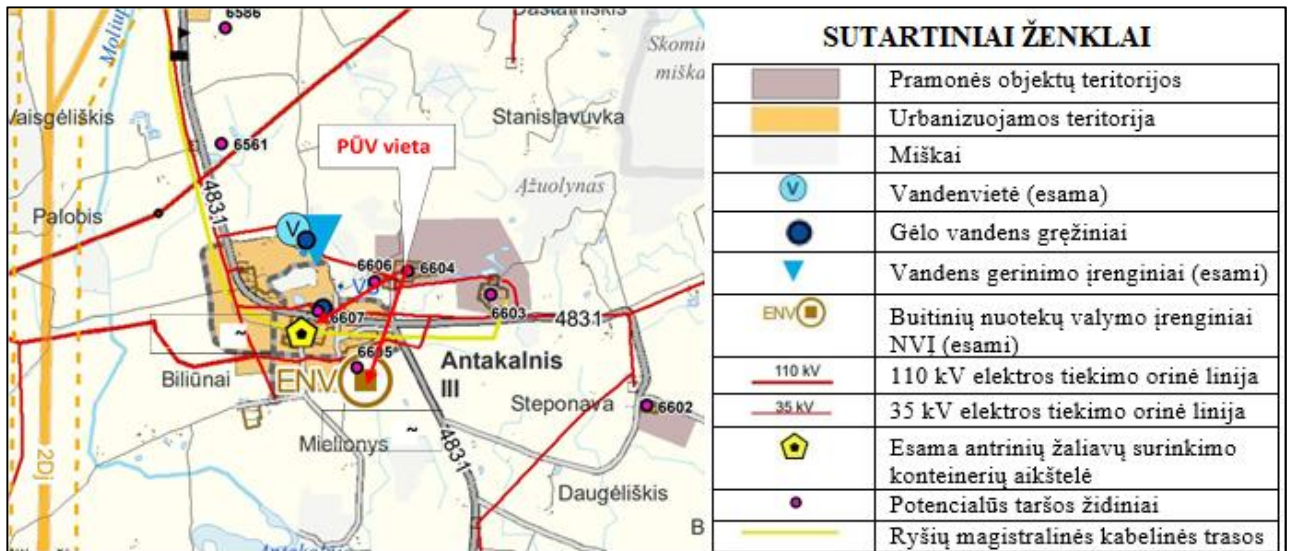 6586
Moliup
Skomin
miška
Vaisgėliškis
Stanislavuvka
6561
PŪV vieta
4831
Ąžuolynas
Palobis
V
6606
6604
6607
6603
4831
Biliūnai
~
6605
Antakalnis
III
ENV
Steponava
6602
Mielionys
~
4831
2Dj
Daugėliškis
B
SUTARTINIAI ŽENKLAI
Pramonės objektų teritorijos
Urbanizuojamos teritorija
Miškai
V
Vandenvietė (esama)
Gėlo vandens gręžiniai
Vandens gerinimo įrenginiai (esami)
ENV
Buitinių nuotekų valymo įrenginiai
NVĮ (esami)
110 kV
110 kV elektros tiekimo orinė linija
35 kV
35 kV elektros tiekimo orinė linija
Esama antrinių žaliavų surinkimo
konteinerių aikštelė
Potencialūs taršos židiniai
Ryšių magistralinės kabelinės trasos